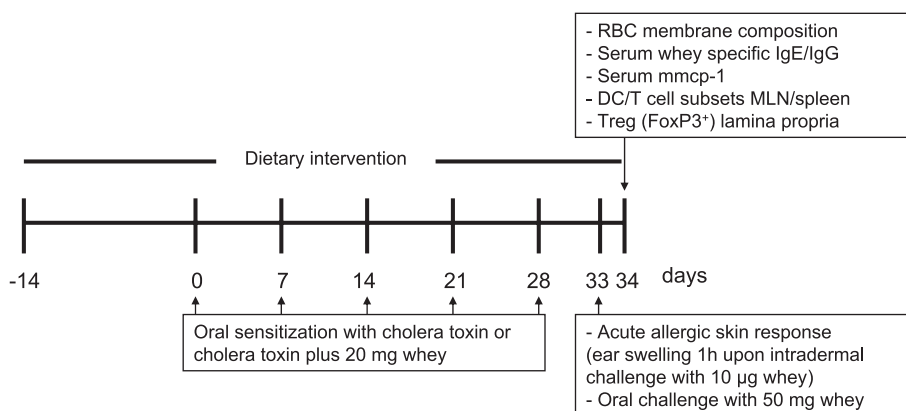 - RBC membrane composition
- Serum whey specific IgE/IgG
- Serum mmcp-1
- DC/T cell subsets MLN/spleen
- Treg (FoxP3⁺) lamina propria
Dietary intervention
-14 0 7 14 21 28 33 34 days
Oral sensitization with cholera toxin or
cholera toxin plus 20 mg whey
- Acute allergic skin response
(ear swelling 1h upon intradermal
challenge with 10 µg whey)
- Oral challenge with 50 mg whey